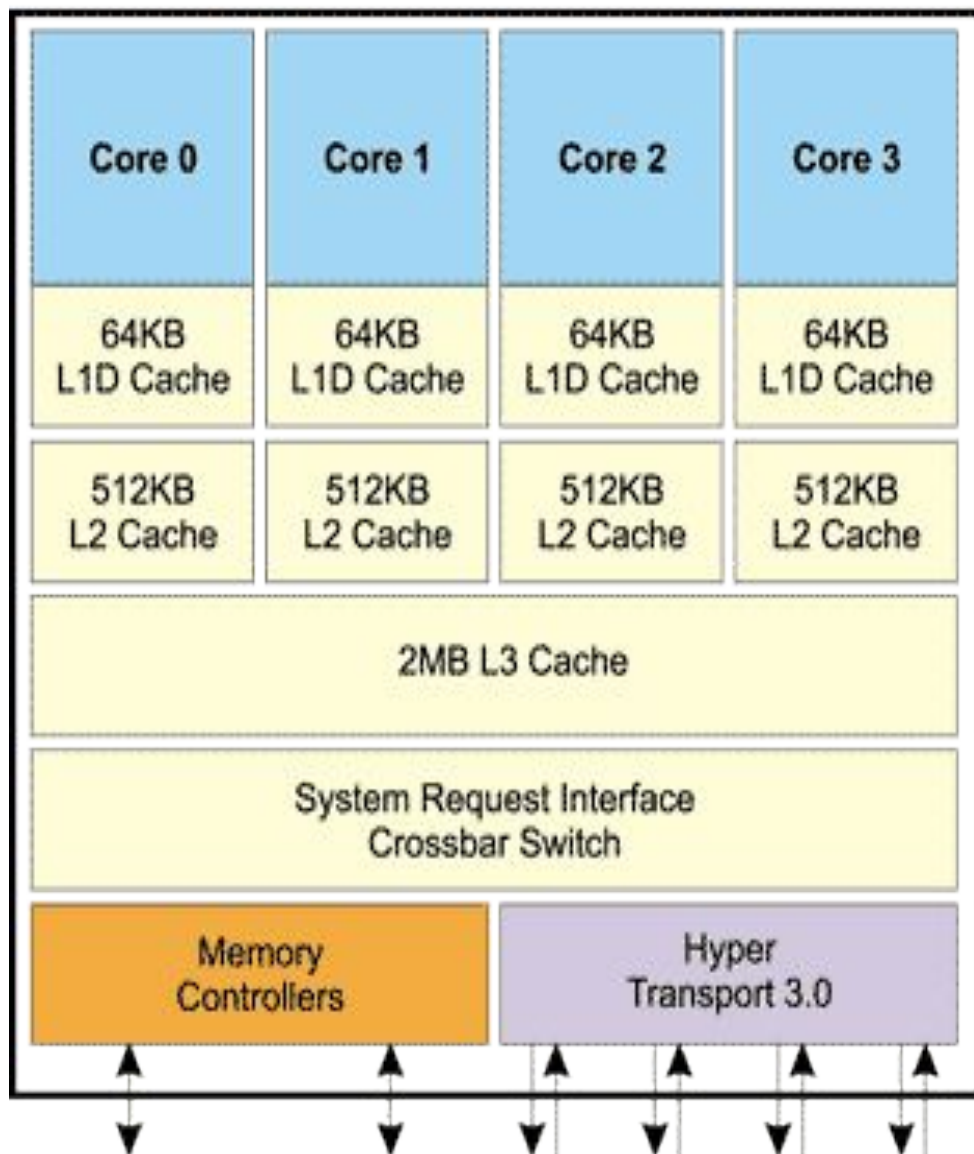 Core 0
Core 1
Core 2
Core 3
64KB
L1D Cache
64KB
L1D Cache
64KB
L1D Cache
64KB
L1D Cache
512KB
L2 Cache
512KB
L2 Cache
512KB
L2 Cache
512KB
L2 Cache
2MB L3 Cache
System Request Interface
Crossbar Switch
Memory
Controllers
Hyper
Transport 3.0